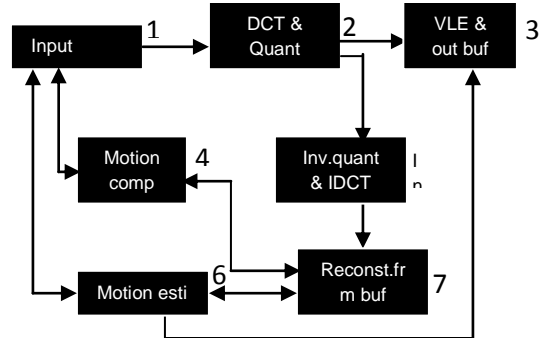 Input
1
DCT &
Quant
2
VLE &
out buf
3
Motion
comp
4
Inv.quant
& IDCT
I
n
Motion esti
6
Reconst.fr
m buf
7